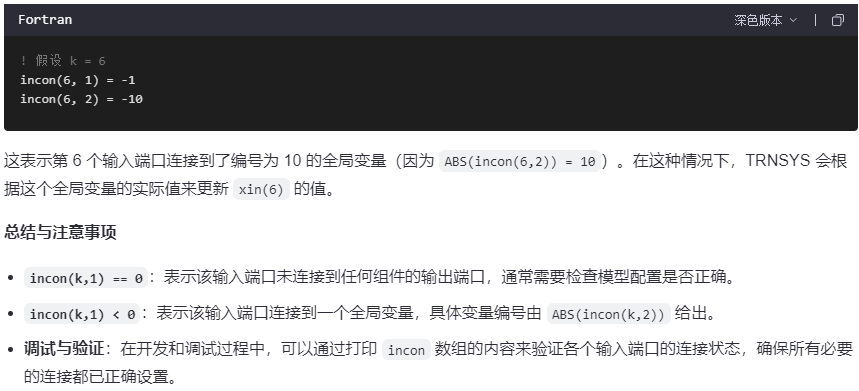 Fortran
深色版本
! 假设 k = 6
incon(6, 1) = -1
incon(6, 2) = -10
这表示第 6 个输入端口连接到了编号为 10 的全局变量（因为 ABS(incon(6,2)) = 10）。在这种情况下，TRNSYS 会根
据这个全局变量的实际值来更新 xin(6) 的值。
总结与注意事项
• incon(k,1) == 0：表示该输入端口未连接到任何组件的输出端口，通常需要检查模型配置是否正确。
• incon(k,1) < 0：表示该输入端口连接到一个全局变量，具体变量编号由 ABS(incon(k,2)) 给出。
• 调试与验证：在开发和调试过程中，可以通过打印 incon 数组的内容来验证各个输入端口的连接状态，确保所有必要
的连接都已正确设置。